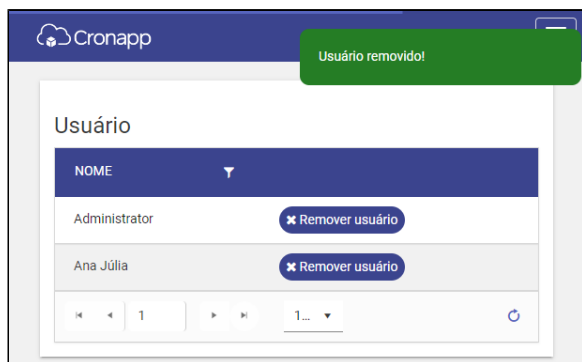 Cronapp
Usuário removido!
Usuário
NOME
Administrator
✖ Remover usuário
Ana Júlia
✖ Remover usuário
1
1...